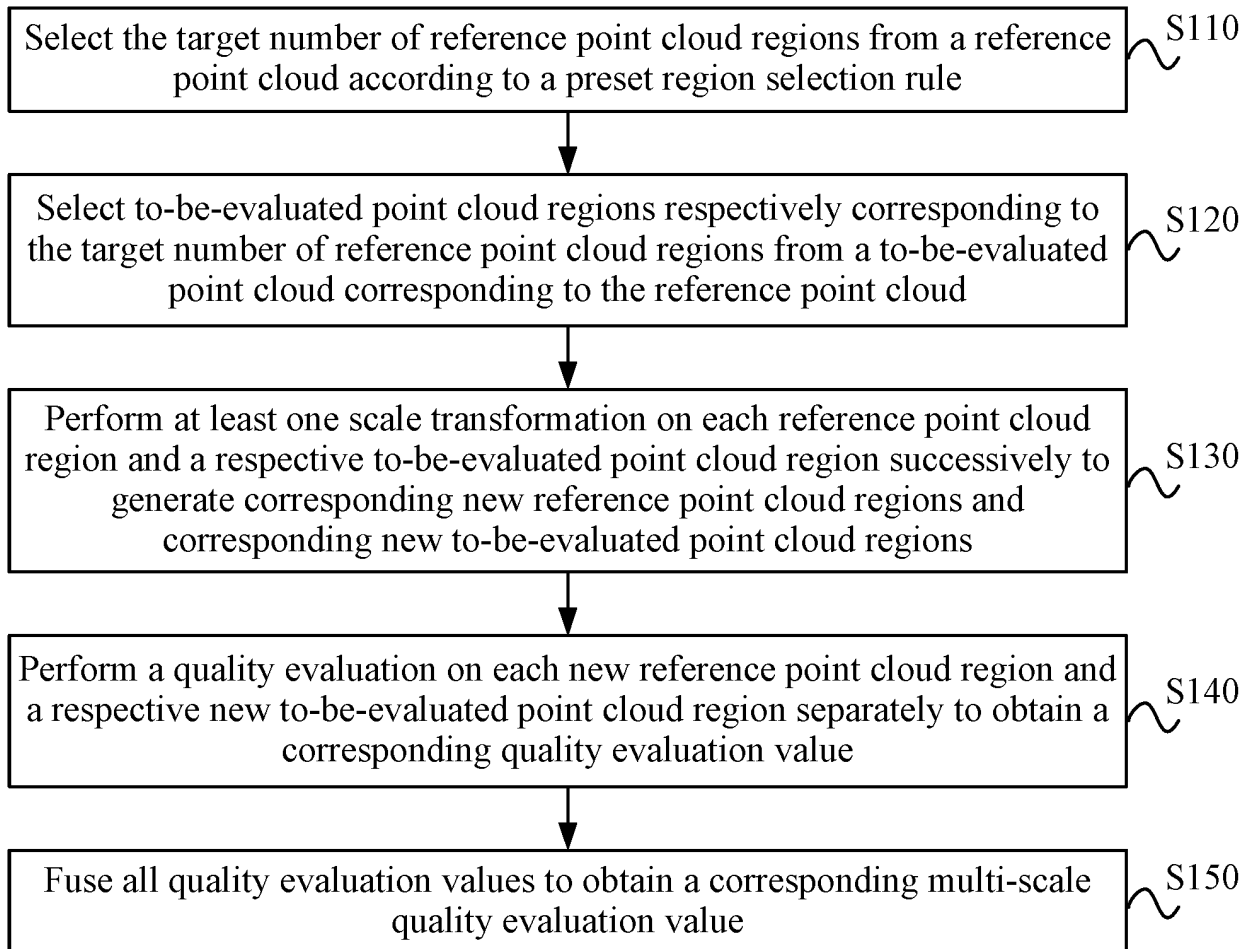 Select the target number of reference point cloud regions from a reference
point cloud according to a preset region selection rule
S110
Select to-be-evaluated point cloud regions respectively corresponding to
the target number of reference point cloud regions from a to-be-evaluated
point cloud corresponding to the reference point cloud
S120
Perform at least one scale transformation on each reference point cloud
region and a respective to-be-evaluated point cloud region successively to
generate corresponding new reference point cloud regions and
corresponding new to-be-evaluated point cloud regions
S130
Perform a quality evaluation on each new reference point cloud region and
a respective new to-be-evaluated point cloud region separately to obtain a
corresponding quality evaluation value
S140
Fuse all quality evaluation values to obtain a corresponding multi-scale
quality evaluation value
S150